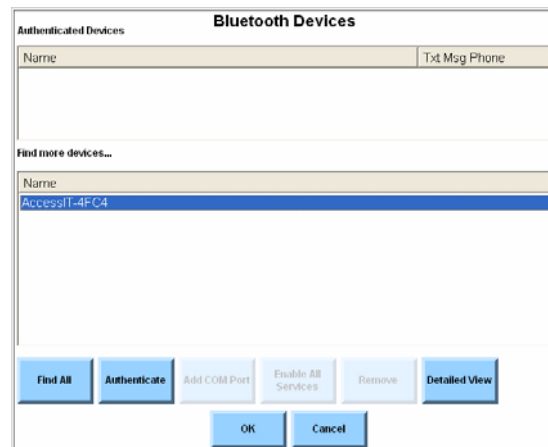 Bluetooth Devices
Authenticated Devices
Name Txt Msg Phone
Find more devices...
Name
AccessIT-4FC4
Find All Authenticate Add COM Port Enable All Services Remove Detailed View
OK Cancel